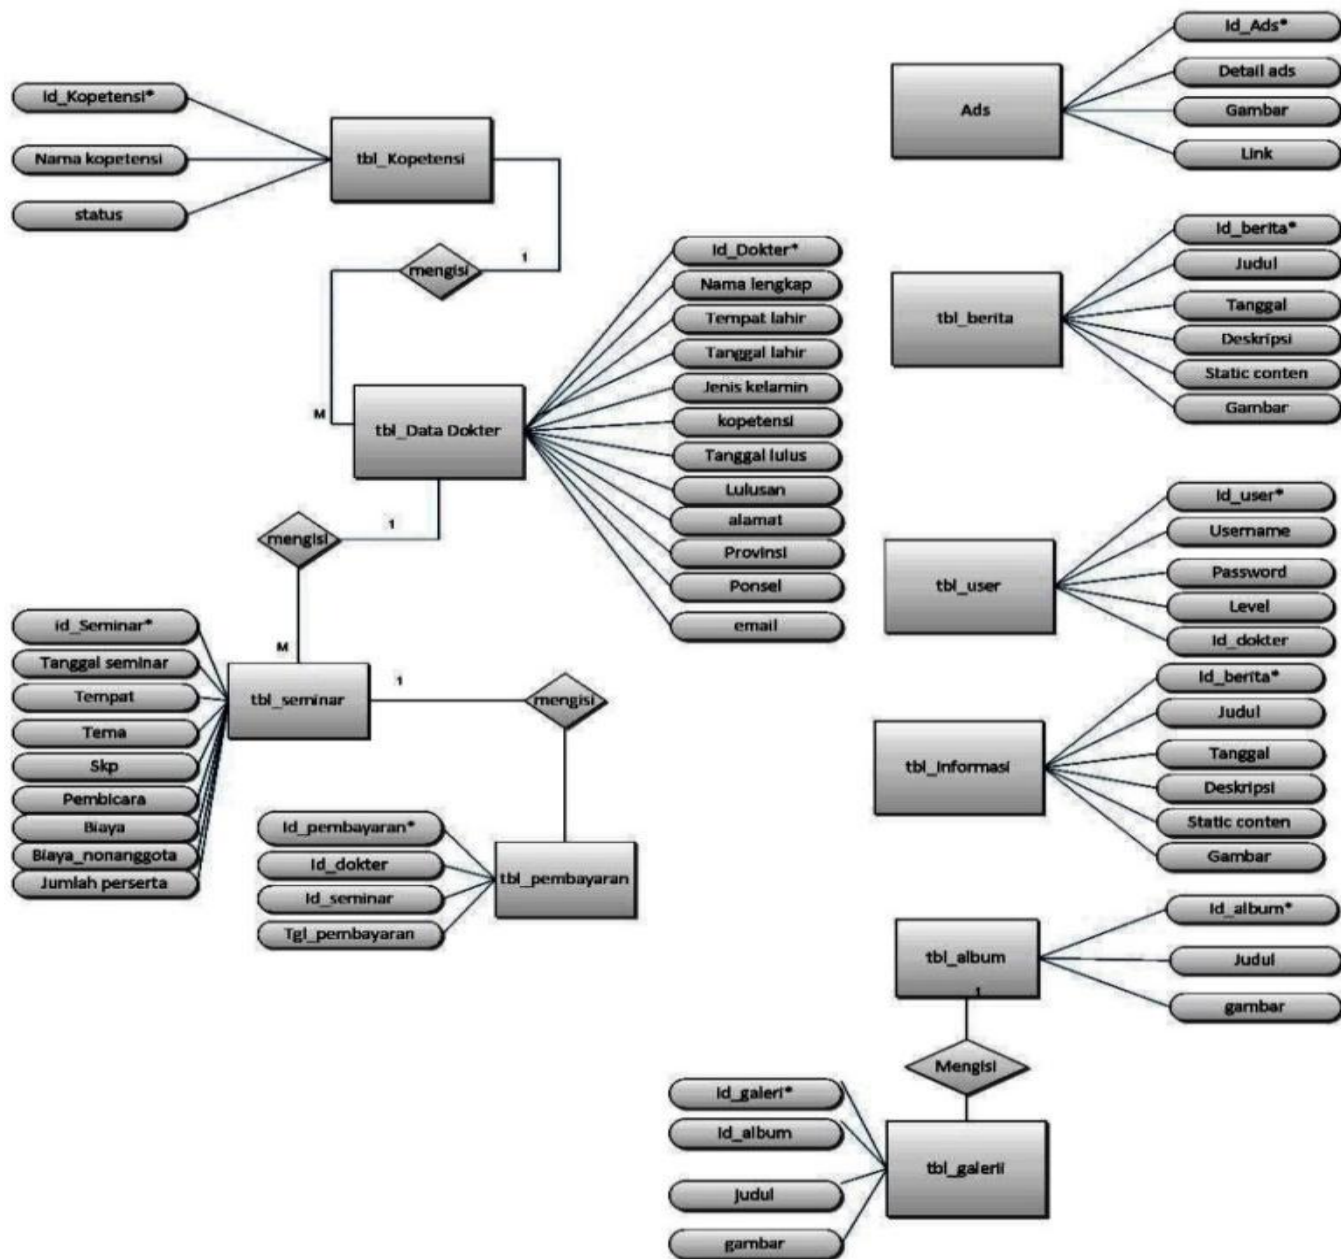 Id_Kopetensi*
Nama kopetensi
status
tbl_Kopetensi
mengisi
1
M
tbl_Data Dokter
Id_Dokter*
Nama lengkap
Tempat lahir
Tanggal lahir
Jenis kelamin
kopetensi
Tanggal lulus
Lulusan
alamat
Provinsi
Ponsel
email
mengisi
1
M
id_Seminar*
Tanggal seminar
Tempat
Tema
Skp
Pembicara
Biaya
Biaya_nonanggota
Jumlah perserta
tbl_seminar
1
mengisi
Id_pembayaran*
Id_dokter
Id_seminar
Tgl_pembayaran
tbl_pembayaran
Ads
Id_Ads*
Detail ads
Gambar
Link
tbl_berita
Id_berita*
Judul
Tanggal
Deskripsi
Static conten
Gambar
tbl_user
Id_user*
Username
Password
Level
Id_dokter
tbl_Informasi
Id_berita*
Judul
Tanggal
Deskripsi
Static conten
Gambar
tbl_album
1
Id_album*
Judul
gambar
Mengisi
Id_galeri*
Id_album
Judul
gambar
tbl_galerii